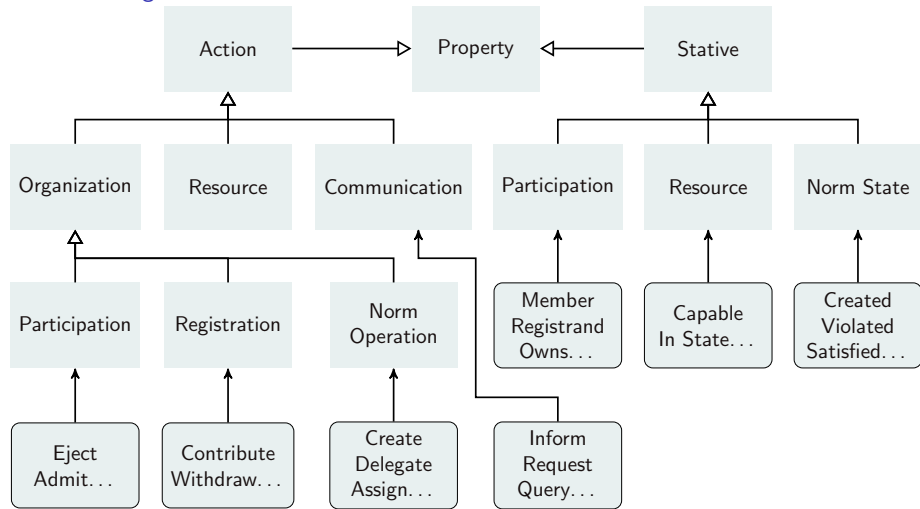 Action
Property
Stative
Organization
Resource
Communication
Participation
Resource
Norm State
Participation
Registration
Norm
Operation
Member
Registrand
Owns...
Capable
In State...
Created
Violated
Satisfied...
Eject
Admit...
Contribute
Withdraw...
Create
Delegate
Assign...
Inform
Request
Query...